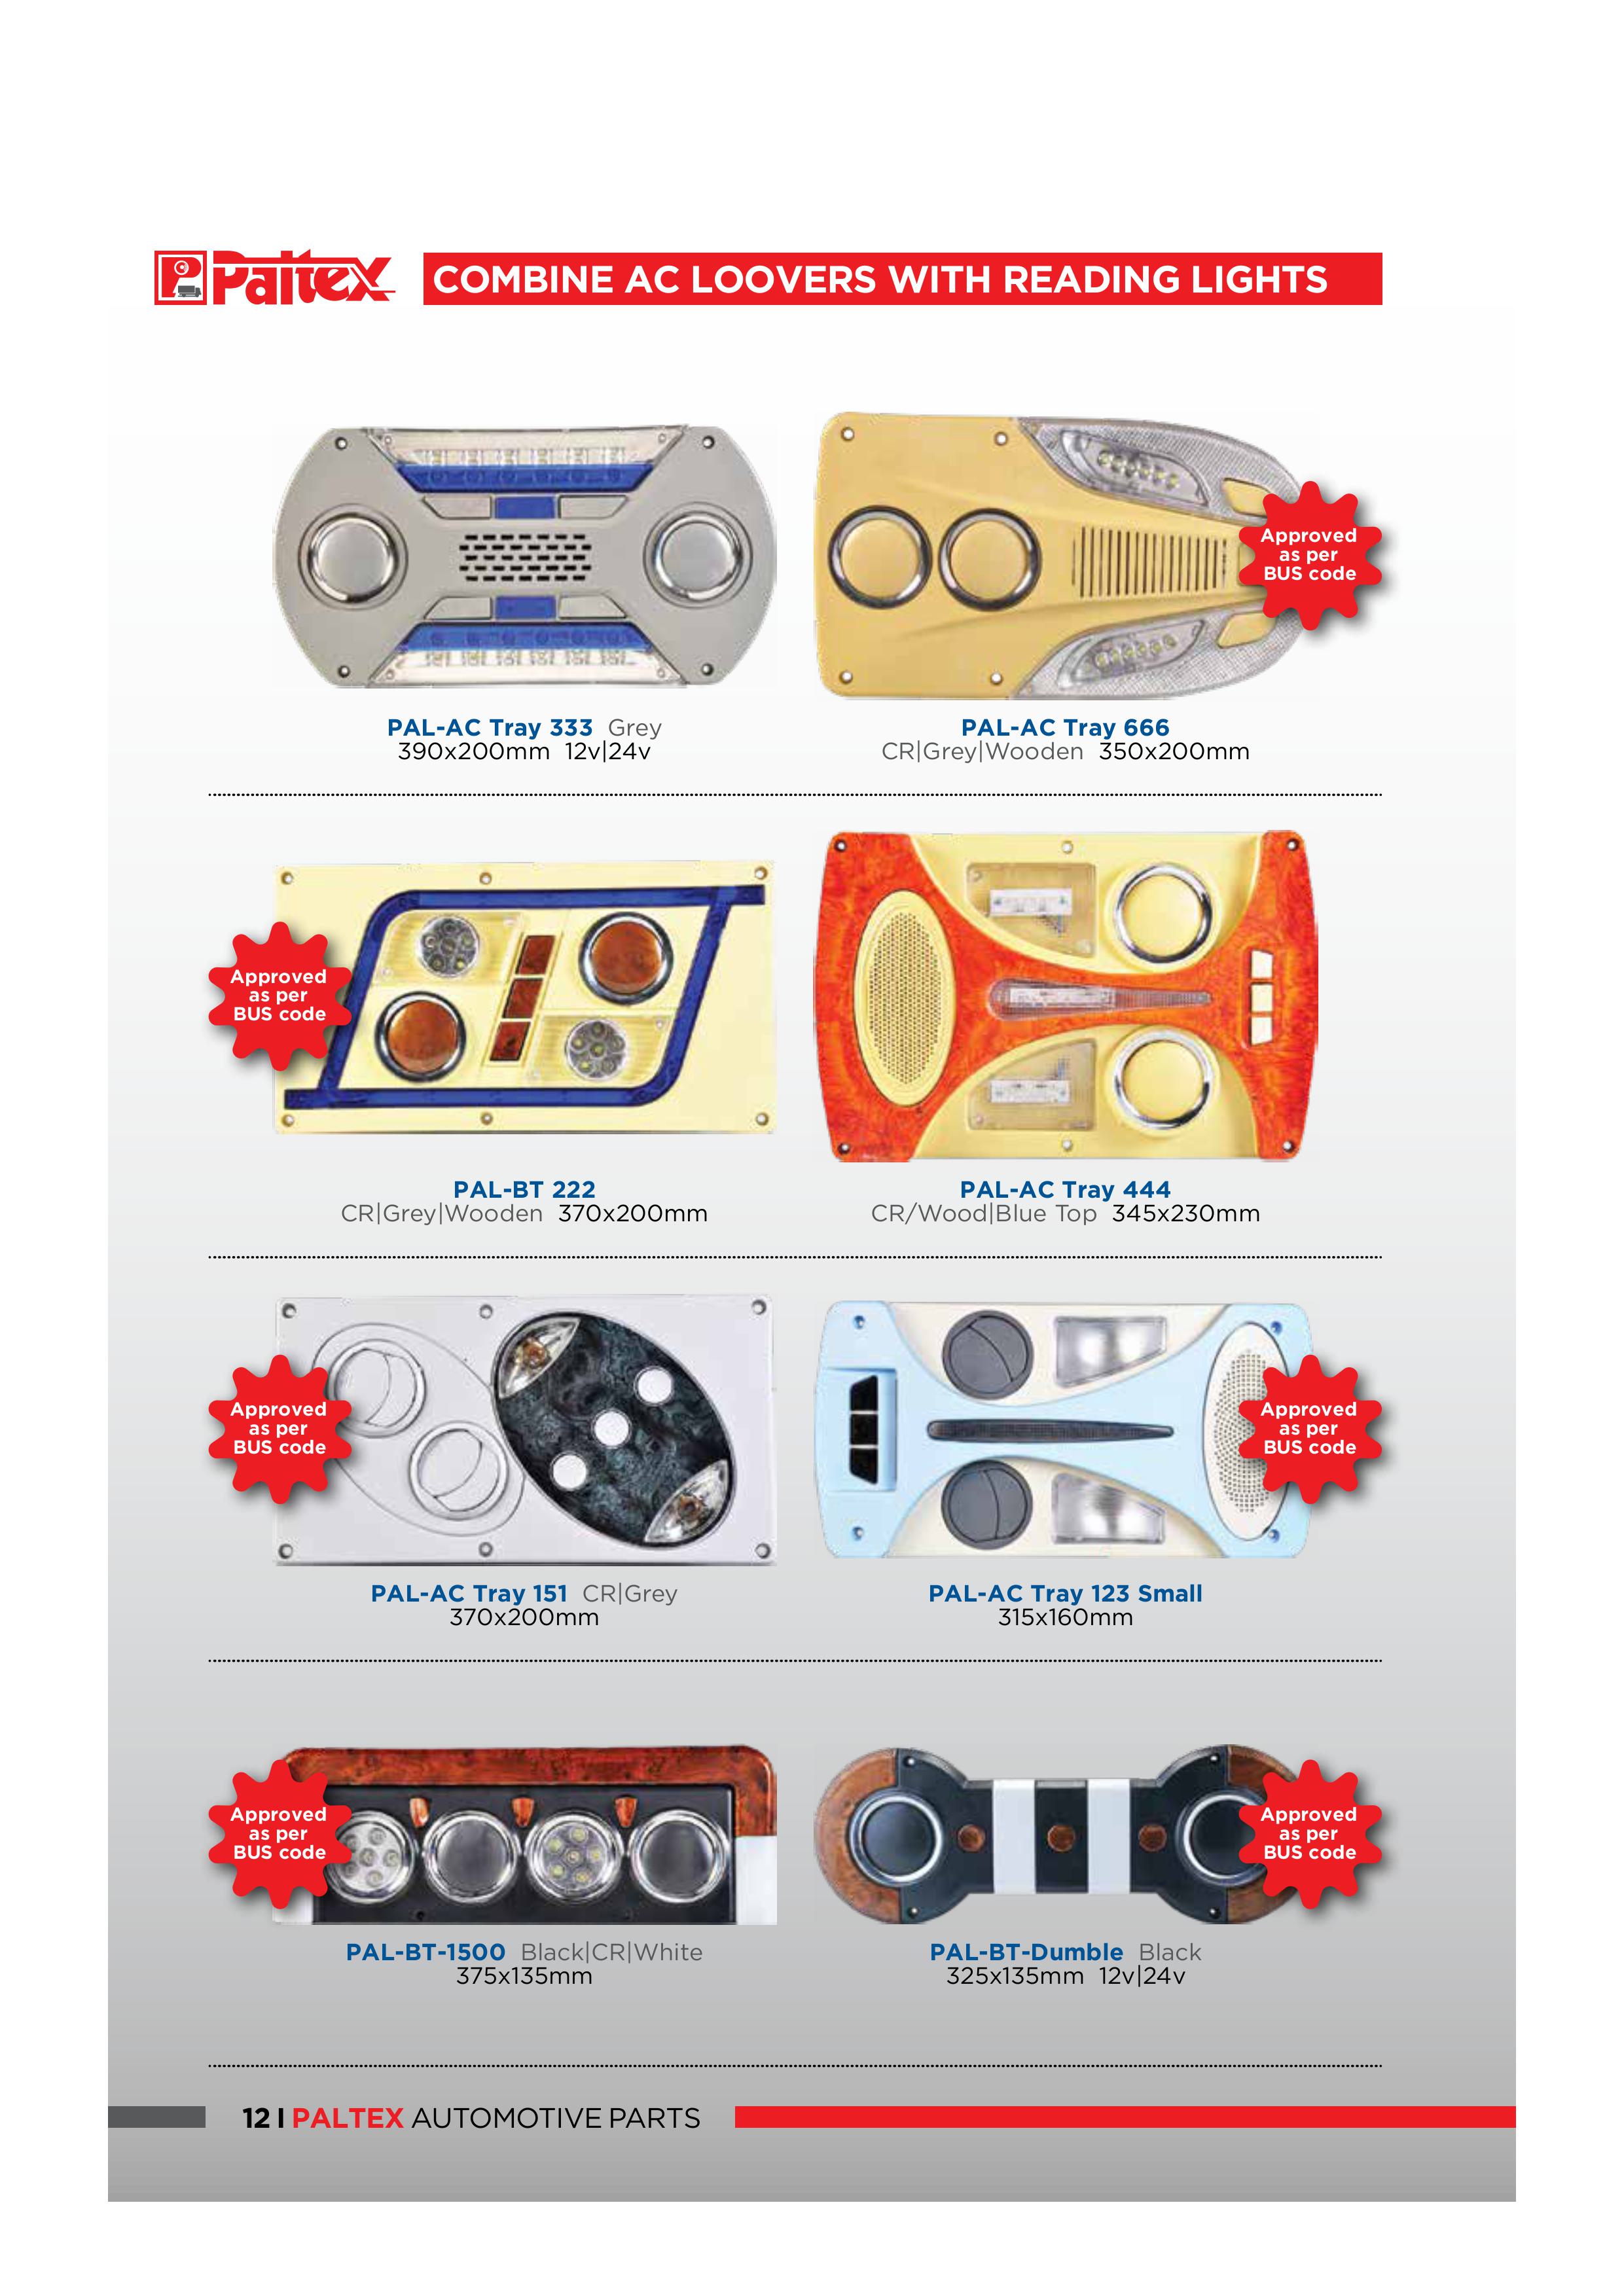 Paltex
COMBINE AC LOOVERS WITH READING LIGHTS
Approved
as per
BUS code
PAL-AC Tray 333 Grey
390x200mm 12v|24v
PAL-AC Tray 666
CR|Grey|Wooden 350x200mm
Approved
as per
BUS code
PAL-BT 222
CR|Grey|Wooden 370x200mm
PAL-AC Tray 444
CR/Wood|Blue Top 345x230mm
Approved
as per
BUS code
Approved
as per
BUS code
PAL-AC Tray 151 CR|Grey
370x200mm
PAL-AC Tray 123 Small
315x160mm
Approved
as per
BUS code
Approved
as per
BUS code
PAL-BT-1500 Black|CR|White
375x135mm
PAL-BT-Dumble Black
325x135mm 12v|24v
12 I PALTEX AUTOMOTIVE PARTS